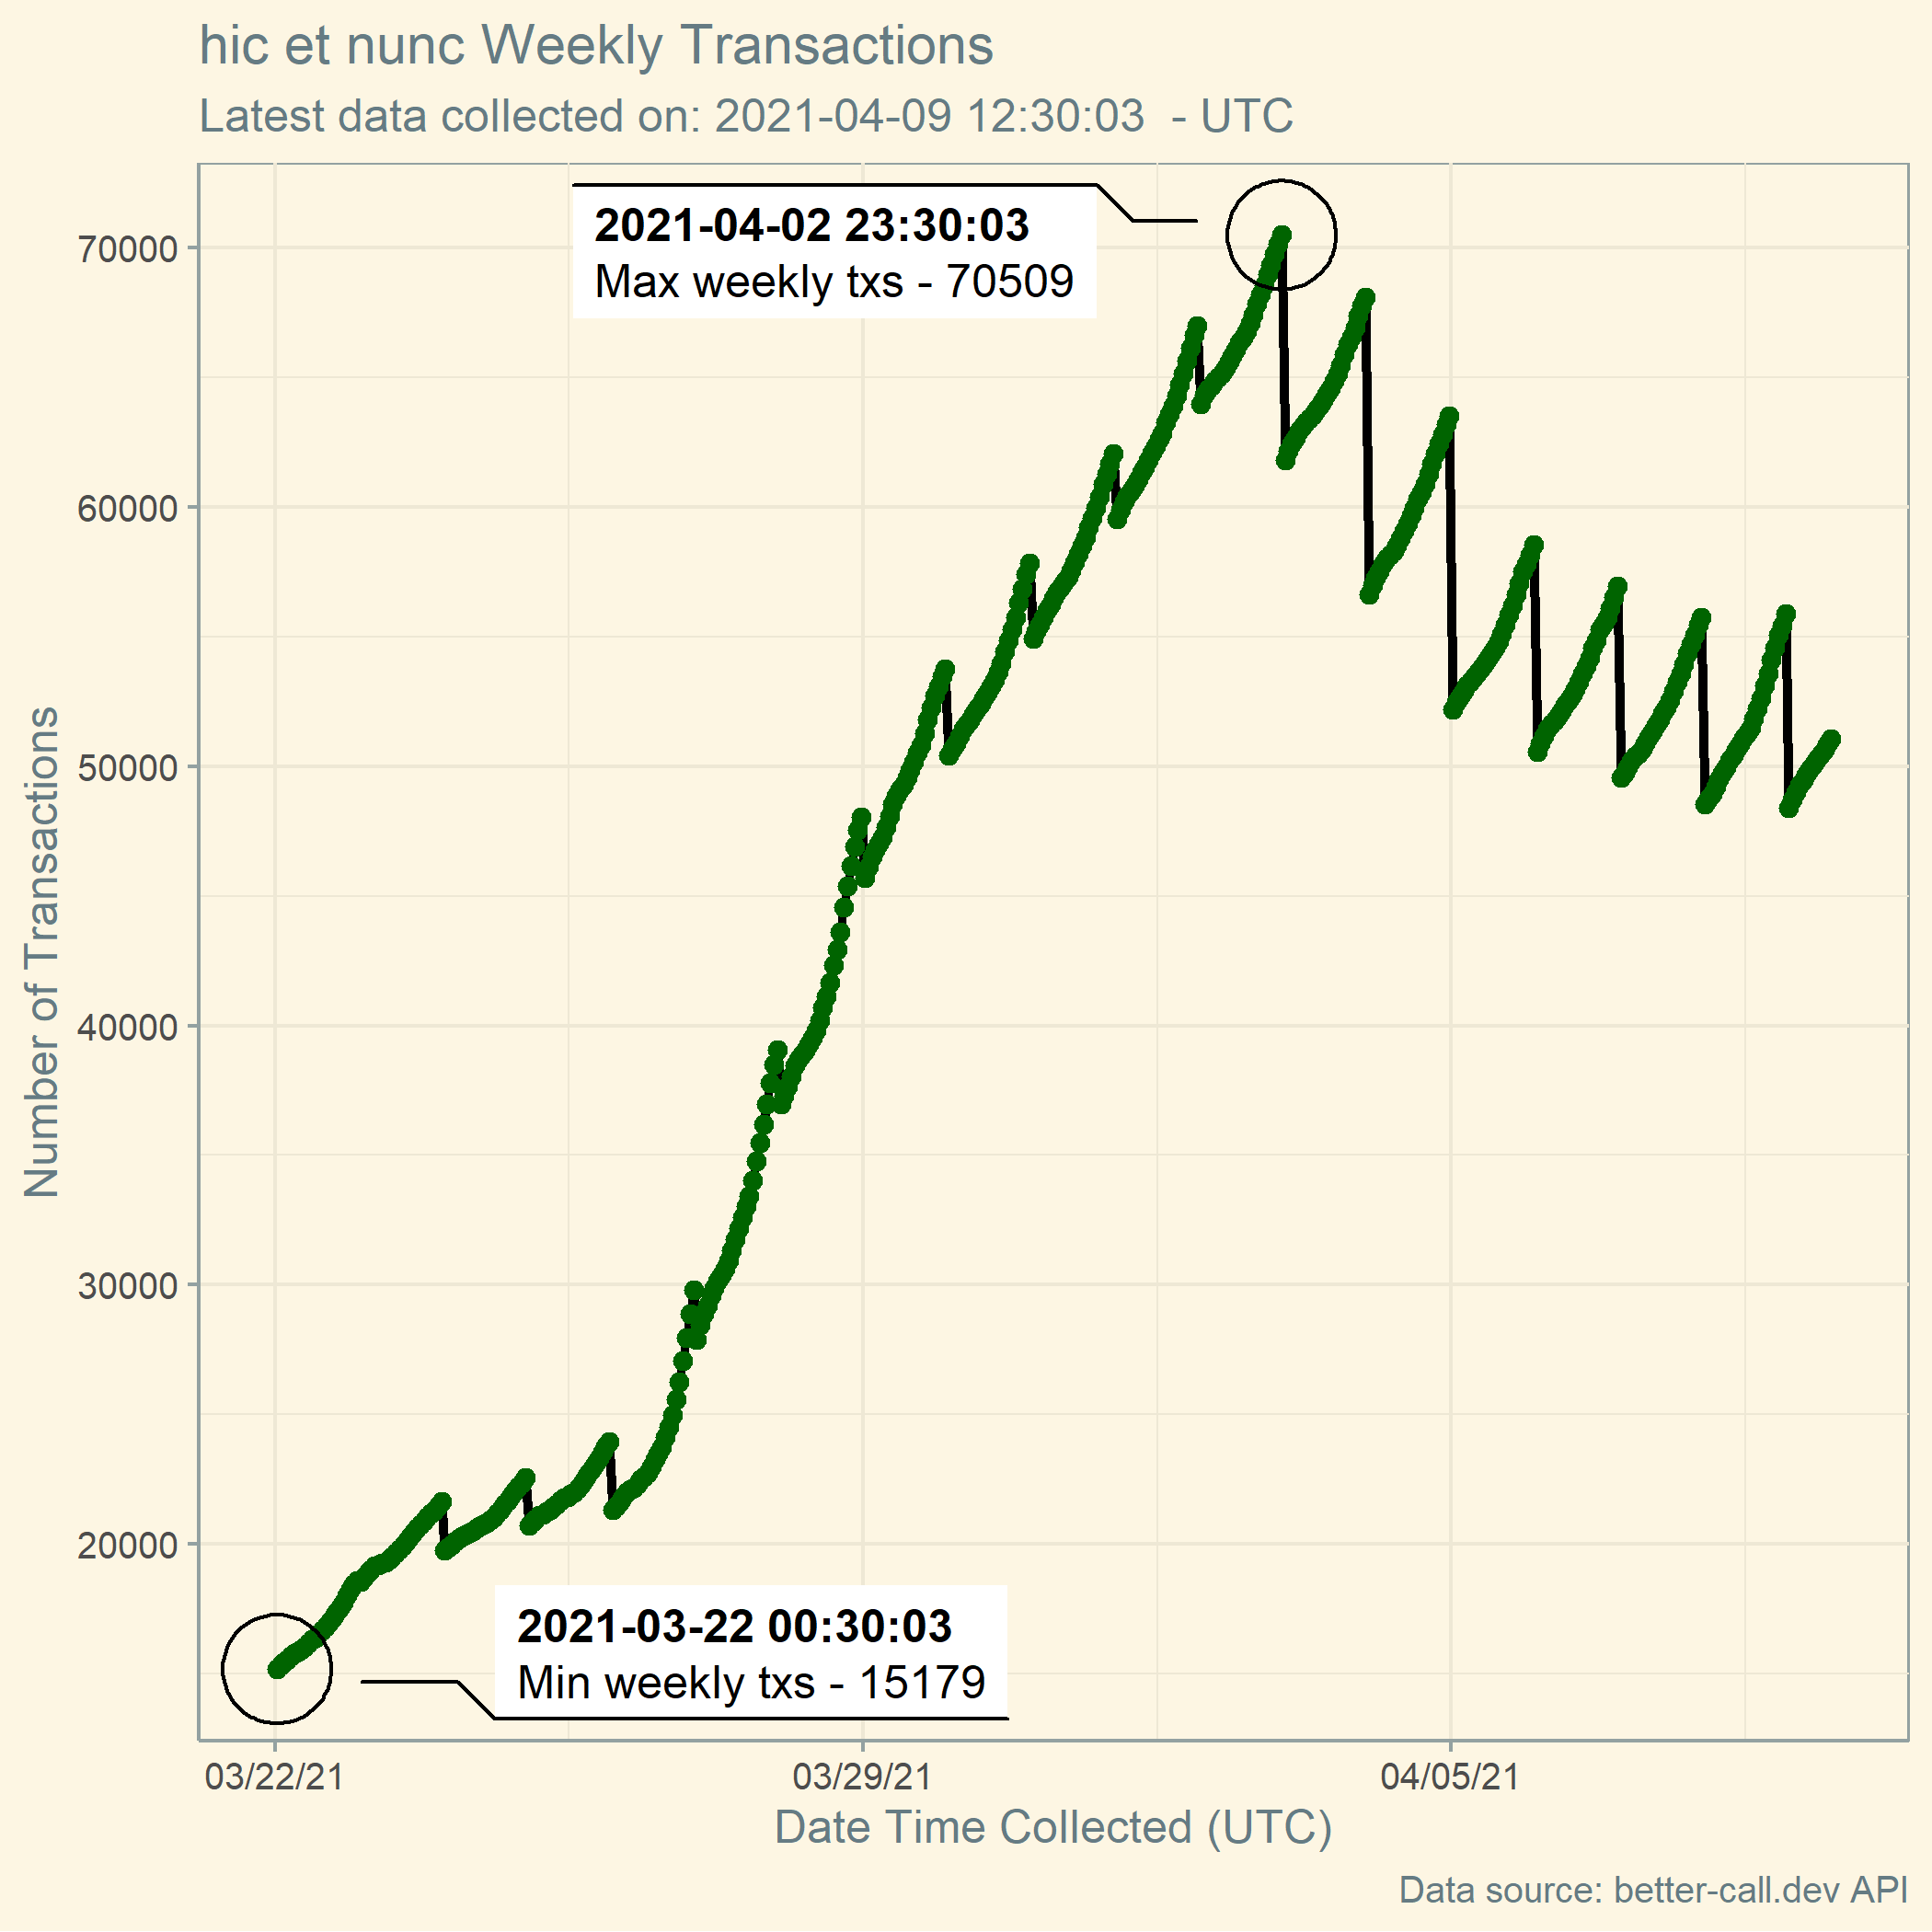 hic et nunc Weekly Transactions
Latest data collected on: 2021-04-09 12:30:03  - UTC
2021-04-02 23:30:03
Max weekly txs - 70509
70000
60000
50000
40000
30000
20000
Number of Transactions
2021-03-22 00:30:03
Min weekly txs - 15179
03/22/21
03/29/21
04/05/21
Date Time Collected (UTC)
Data source: better-call.dev API